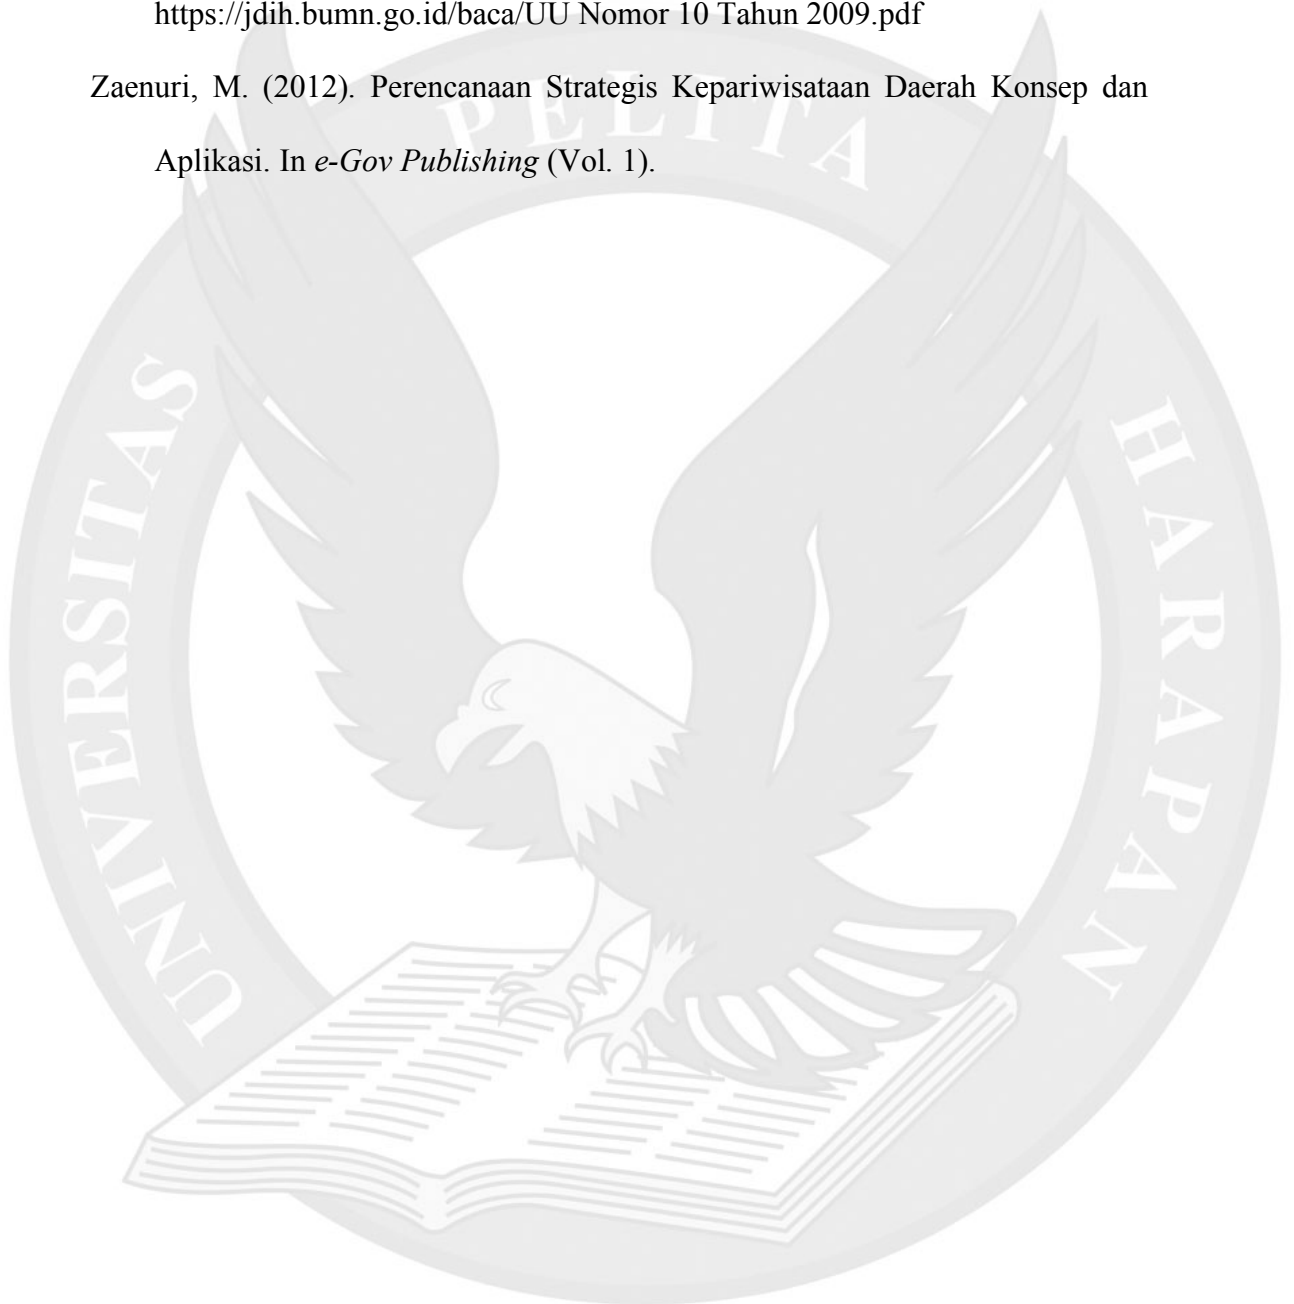 https://jdih.bumn.go.id/baca/UU Nomor 10 Tahun 2009.pdf
Zaenuri, M. (2012). Perencanaan Strategis Kepariwisataan Daerah Konsep dan
Aplikasi. In e-Gov Publishing (Vol. 1).
UNIVERSITAS PELITA HARAPAN